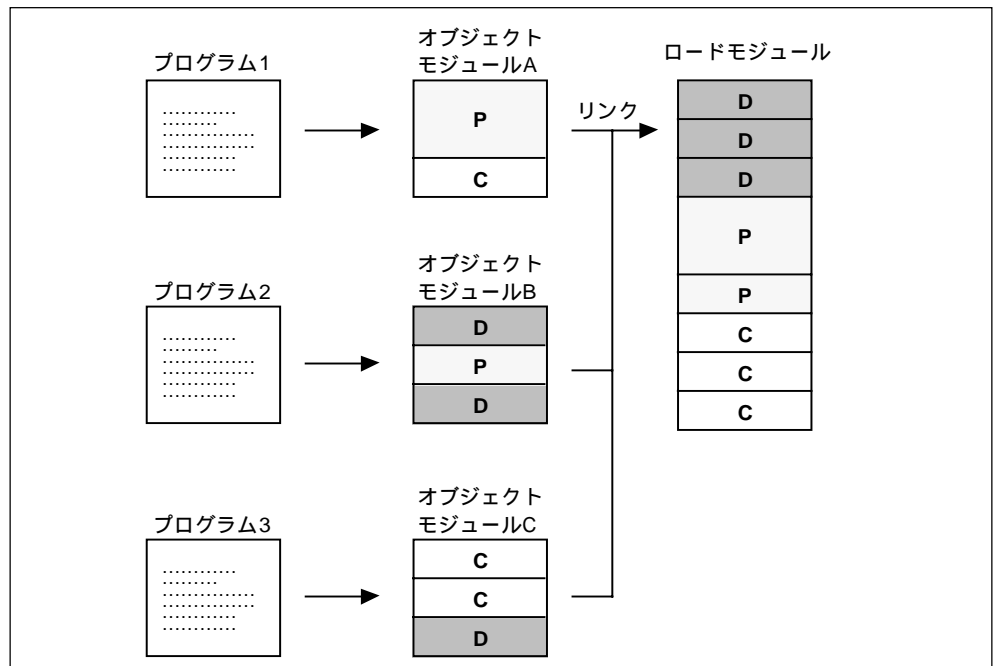 プログラム1
オブジェクト
モジュールA
P
C
リンク
ロードモジュール
D
D
D
P
P
C
C
C
プログラム2
オブジェクト
モジュールB
D
P
D
プログラム3
オブジェクト
モジュールC
C
C
D